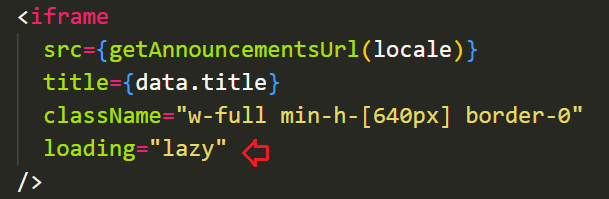 <iframe
src={getAnnouncementsUrl(locale)}
title={data.title}
className="w-full min-h-[640px] border-0"
loading="lazy"
/>